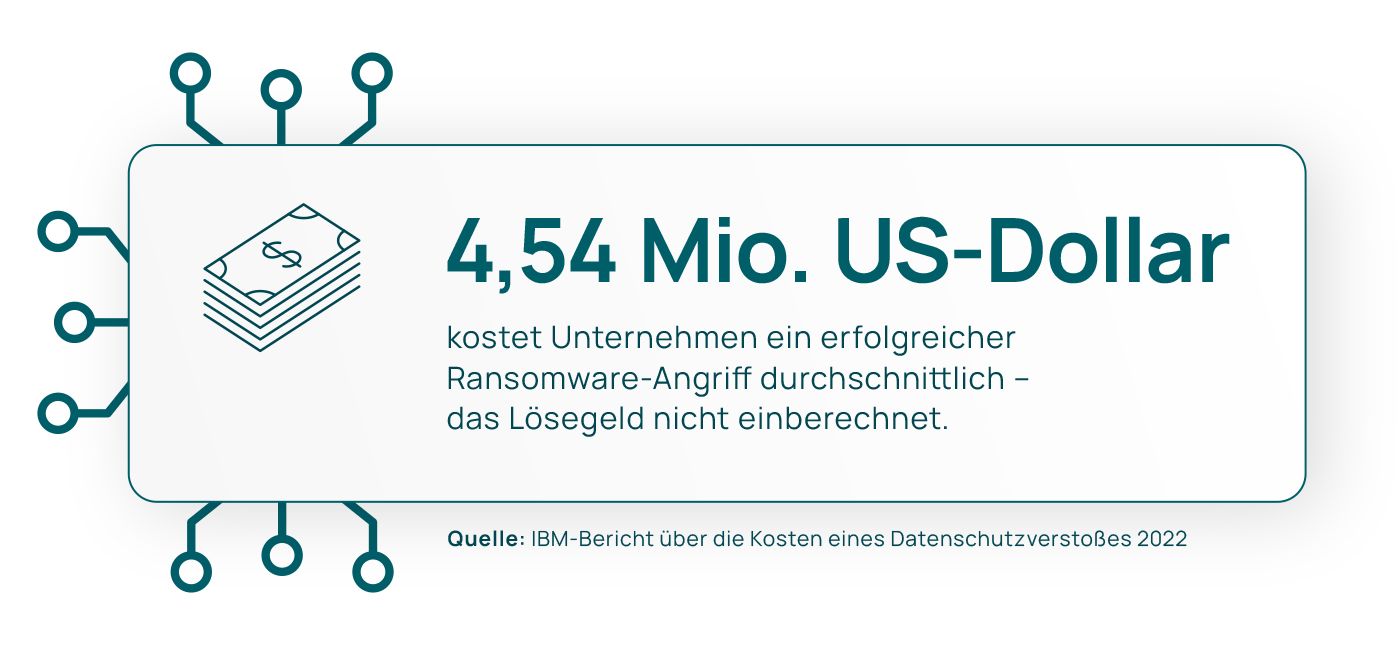 4,54 Mio. US-Dollar
kostet Unternehmen ein erfolgreicher
Ransomware-Angriff durchschnittlich –
das Lösegeld nicht einberechnet.
Quelle: IBM-Bericht über die Kosten eines Datenschutzverstoßes 2022